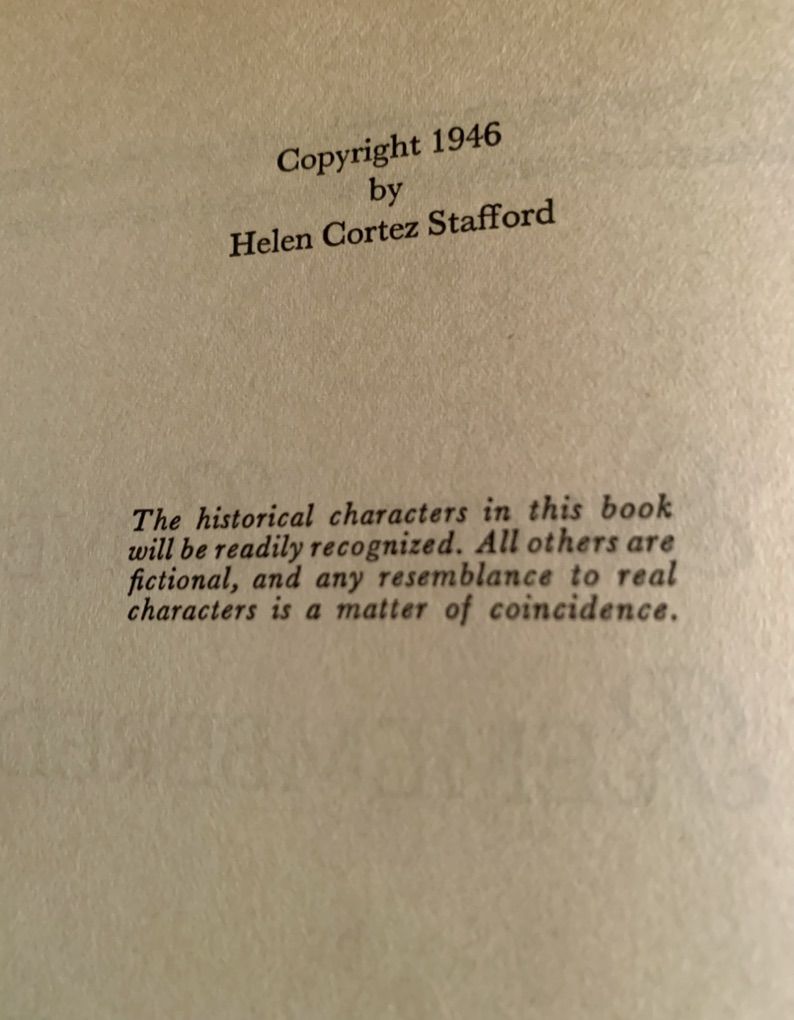 Copyright 1946
by
Helen Cortez Stafford
The historical characters in this book
will be readily recognized. All others are
fictional, and any resemblance to real
characters is a matter of coincidence.